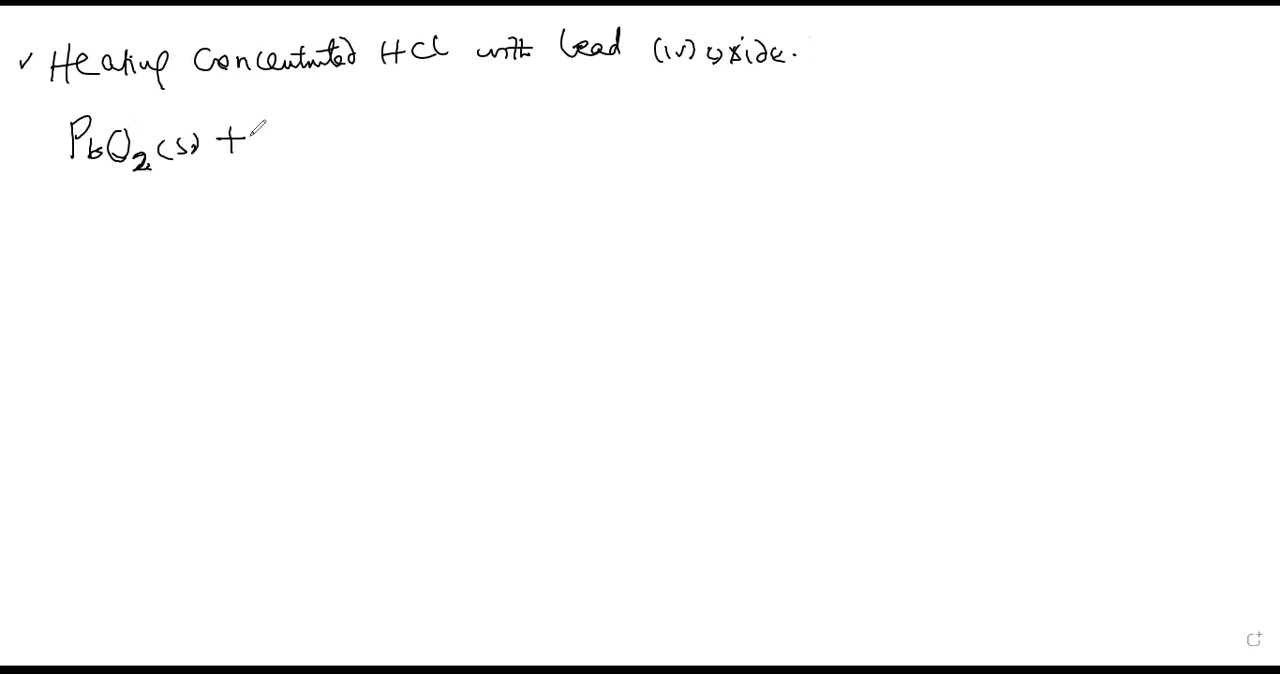 ✓ Heating Concentrated HCl with lead (iv) oxide.
PbO₂(s) +